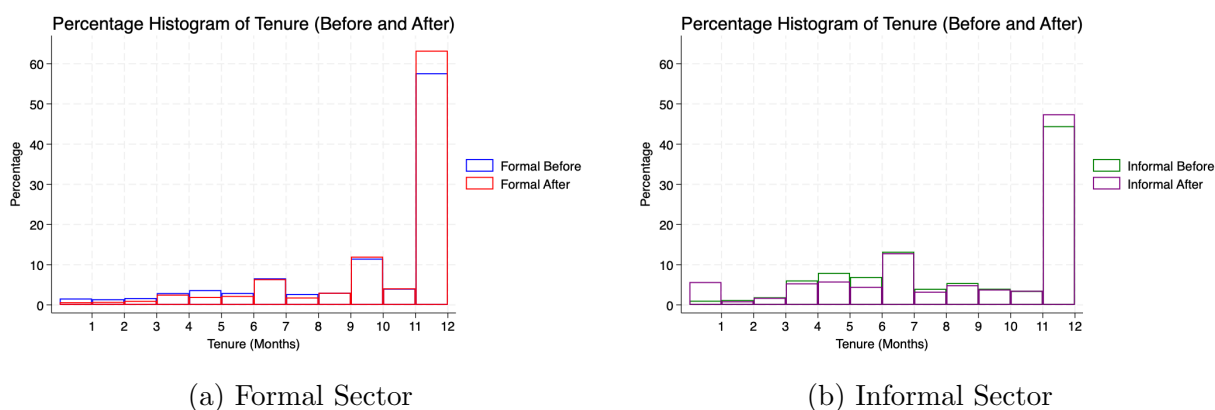 Percentage Histogram of Tenure (Before and After)
Percentage
60
50
40
30
20
10
0
1 2 3 4 5 6 7 8 9 10 11 12
Tenure (Months)
Formal Before
Formal After
(a) Formal Sector
Percentage Histogram of Tenure (Before and After)
Percentage
60
50
40
30
20
10
0
1 2 3 4 5 6 7 8 9 10 11 12
Tenure (Months)
Informal Before
Informal After
(b) Informal Sector